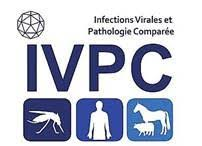 Infections Virales et
Pathologie Comparée
IVPC